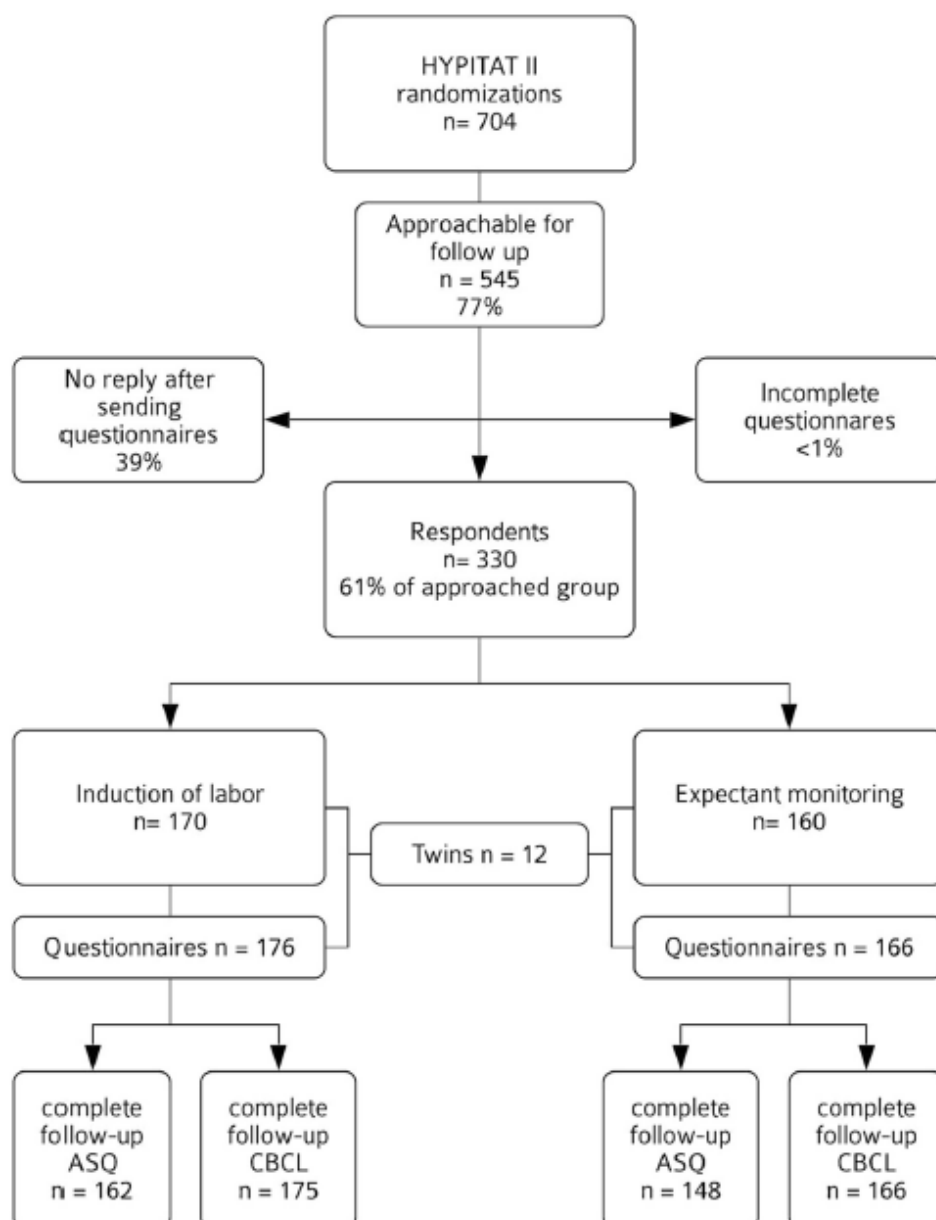 HYPITAT II
randomizations
n= 704
Approachable for
follow up
n = 545
77%
No reply after
sending
questionnaires
39%
Incomplete
questionnares
<1%
Respondents
n= 330
61% of approached group
Induction of labor
n= 170
Expectant monitoring
n= 160
Twins n = 12
Questionnaires n = 176
Questionnaires n = 166
complete
follow-up
ASQ
n = 162
complete
follow-up
CBCL
n = 175
complete
follow-up
ASQ
n = 148
complete
follow-up
CBCL
n = 166